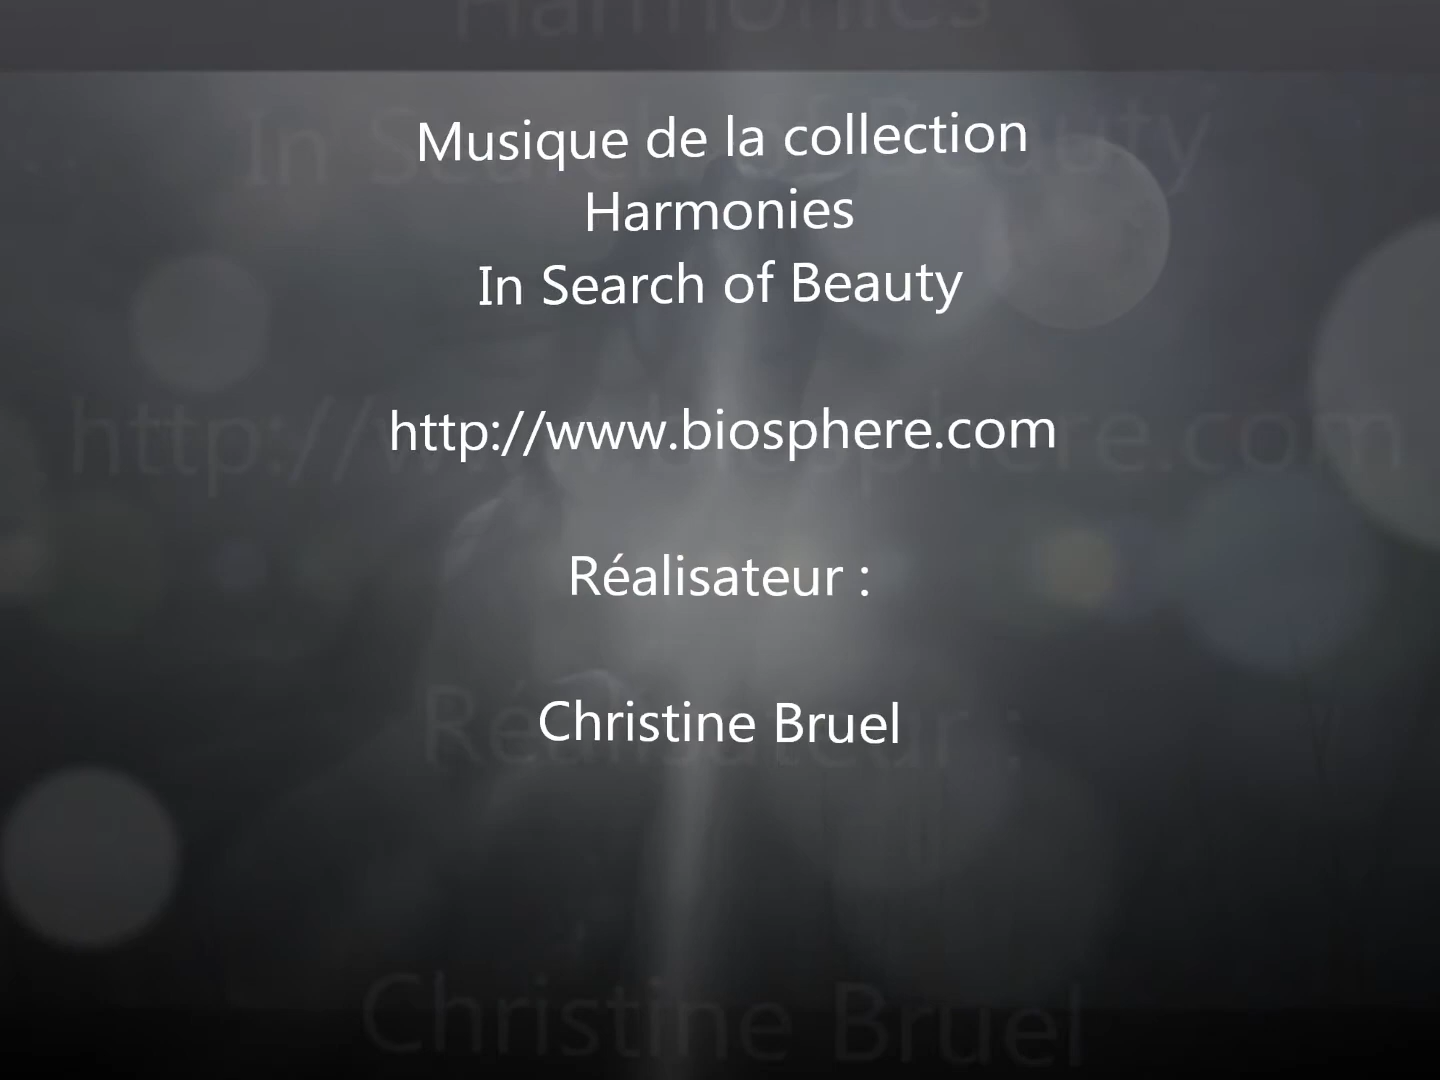 Musique de la collection
Harmonies
In Search of Beauty
http://www.biosphere.com
Réalisateur :
Christine Bruel